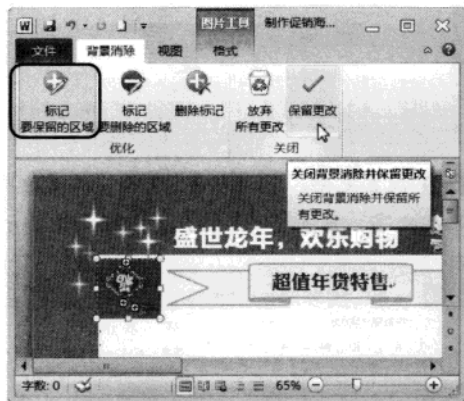 图片工具 制作促销海...
文件 背景消除 视图 格式
标记 标记 删除标记 放弃 保留更改
要保留的区域 要删除的区域 所有更改
优化 关闭
关闭背景消除并保留更改
关闭背景消除并保留所
有更改。
盛世龙年，欢乐购物
超值年货特售
字数: 0 65%